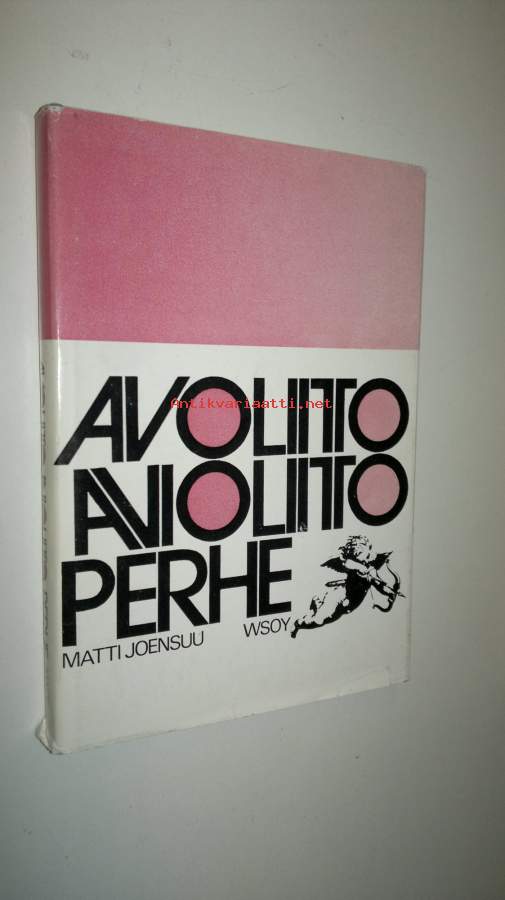 AVOLIITTO
Antikvariaatti.net
AVIOLIITTO
PERHE
MATTI JOENSUU WSOY